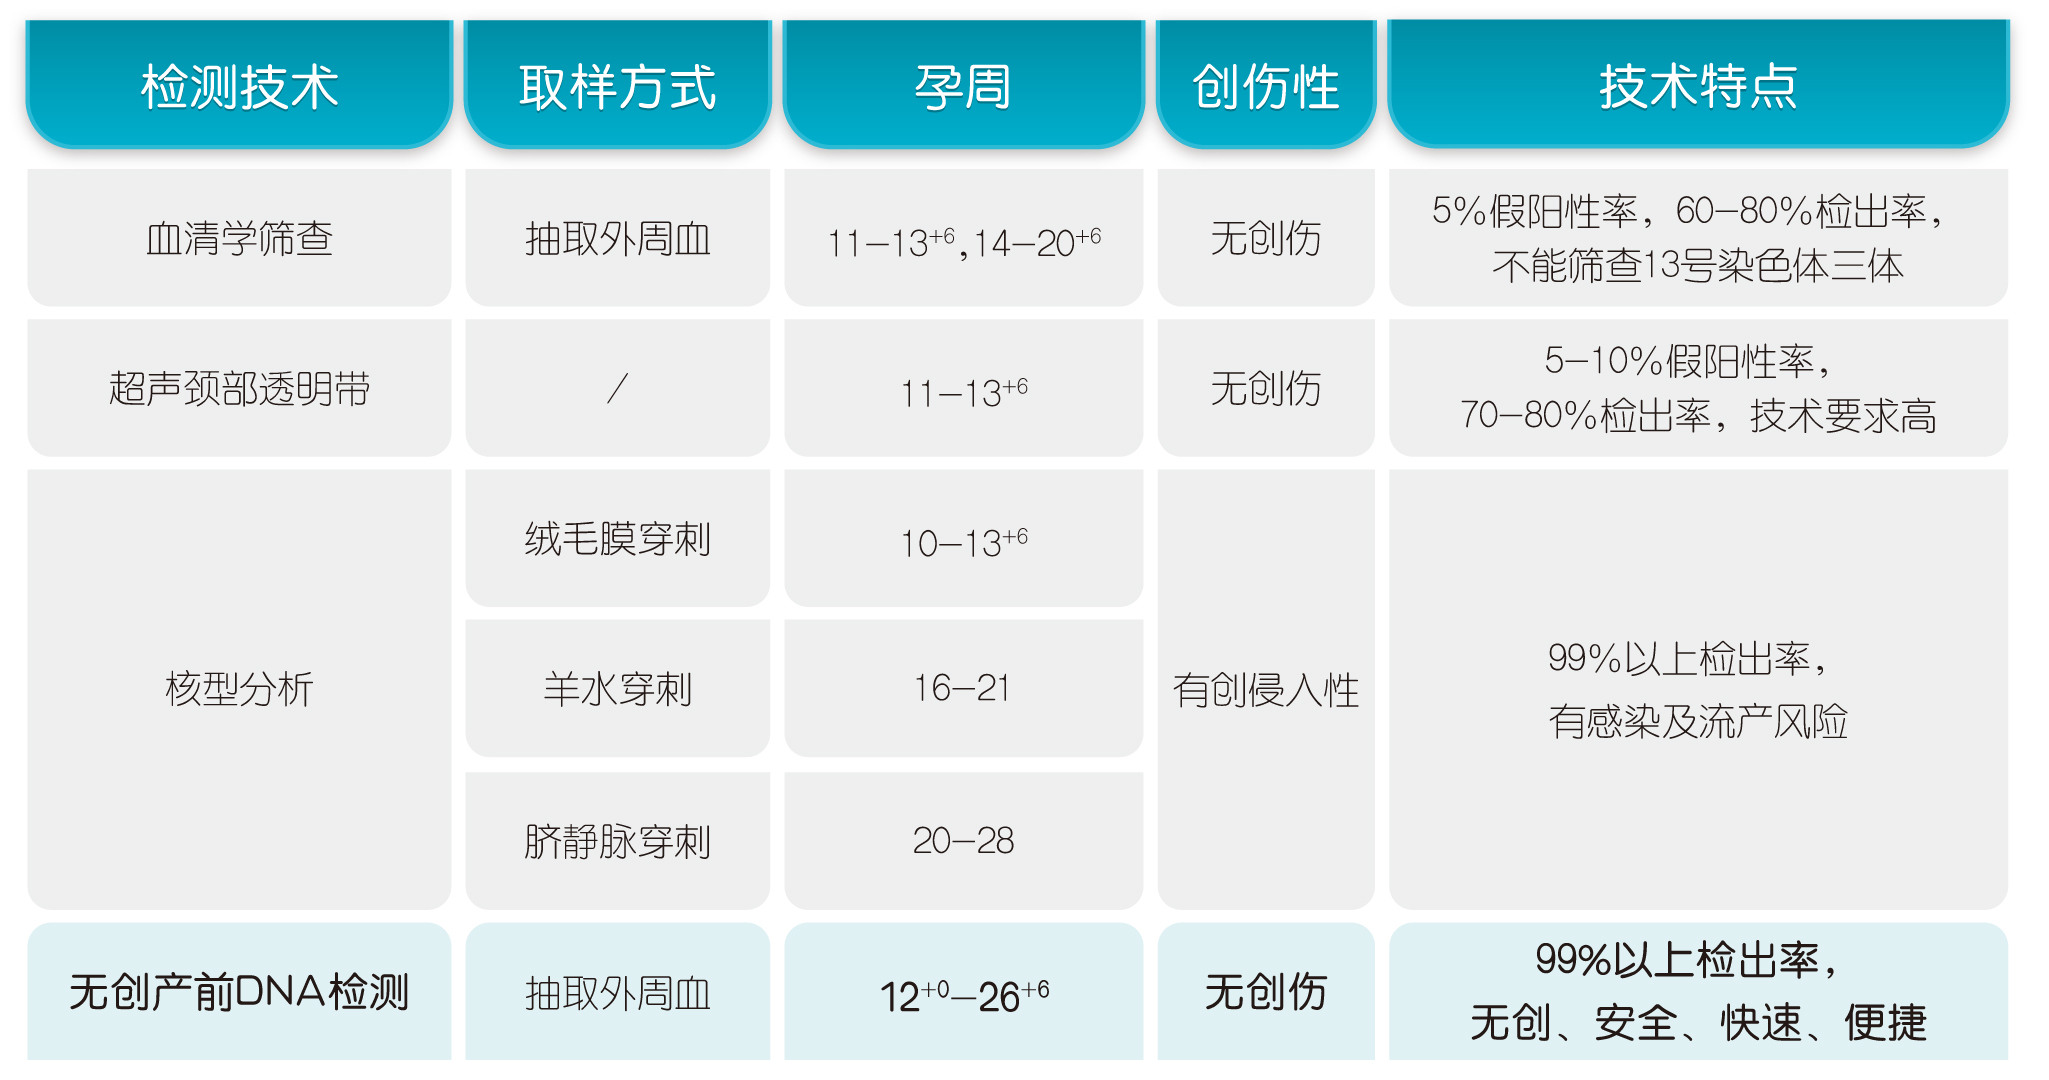 检测技术 取样方式 孕周 创伤性 技术特点
血清学筛查 抽取外周血 11-13+6,14-20+6 无创伤 5%假阳性率，60-80%检出率，
不能筛查13号染色体三体
超声颈部透明带 / 11-13+6 无创伤 5-10%假阳性率，
70-80%检出率，技术要求高
核型分析
绒毛膜穿刺 10-13+6
羊水穿刺 16-21
脐静脉穿刺 20-28
有创侵入性
99%以上检出率，
有感染及流产风险
无创产前DNA检测 抽取外周血 12+0-26+6 无创伤 99%以上检出率，
无创、安全、快速、便捷